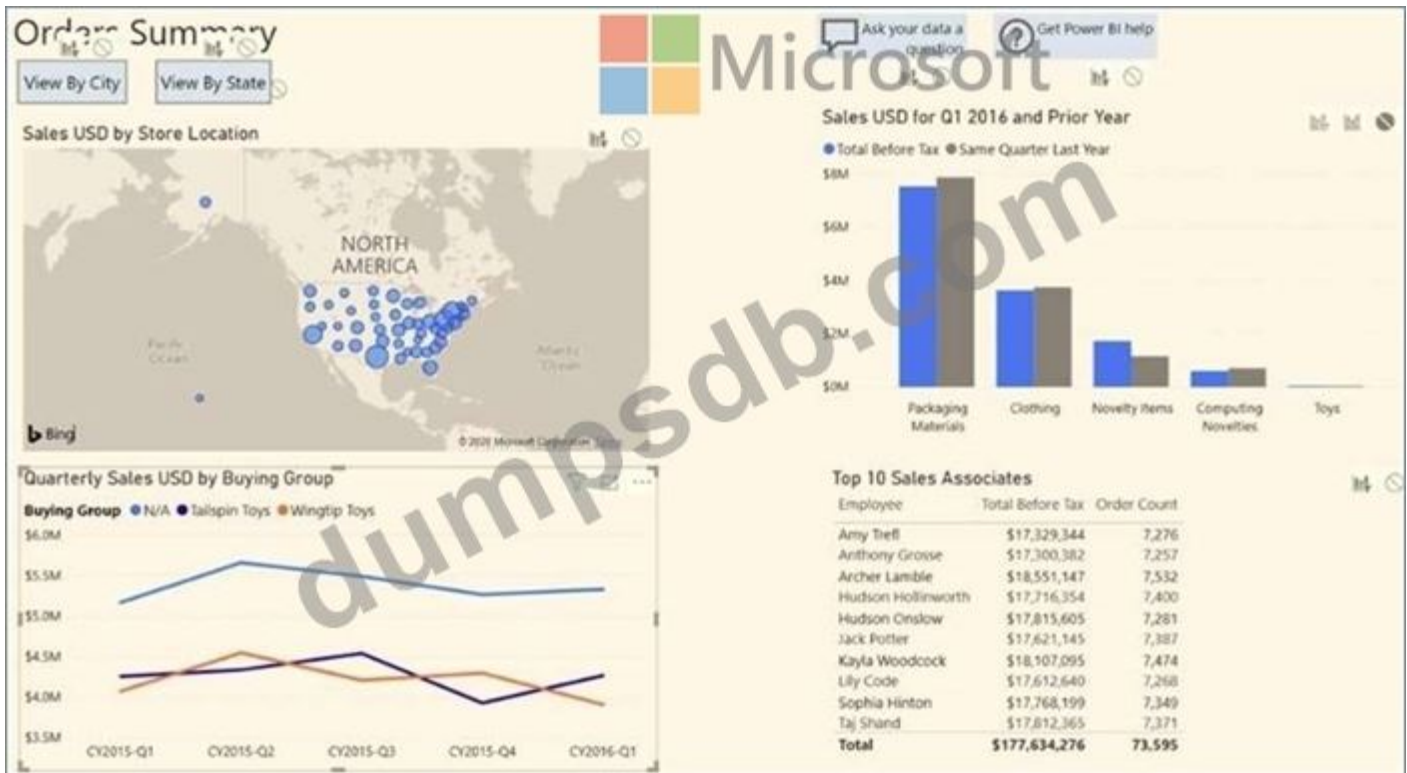 Orders Summary
View By City
View By State
Microsoft
Ask your data a
question
Get Power BI help
Sales USD by Store Location
NORTH
AMERICA
Pacific
Ocean
Atlantic
Ocean
Bing
© 2020 Microsoft Corporation
Sales USD for Q1 2016 and Prior Year
Total Before Tax Same Quarter Last Year
$8M
$6M
$4M
$2M
$0M
Packaging
Materials
Clothing
Novelty Items
Computing
Novelties
Toys
dumpsdb.com
Quarterly Sales USD by Buying Group
Buying Group N/A Tailspin Toys Wingtip Toys
$6.0M
$5.5M
$5.0M
$4.5M
$4.0M
$3.5M
CY2015-Q1 CY2015-Q2 CY2015-Q3 CY2015-Q4 CY2016-Q1
Top 10 Sales Associates
Employee Total Before Tax Order Count
Amy Trefl $17,329,344 7,276
Anthony Grosse $17,300,382 7,257
Archer Lamble $18,551,147 7,532
Hudson Hollinworth $17,716,354 7,400
Hudson Onslow $17,815,605 7,281
Jack Potter $17,621,145 7,387
Kayla Woodcock $18,107,095 7,474
Lily Code $17,612,640 7,268
Sophia Hinton $17,768,199 7,349
Taj Shand $17,812,365 7,371
Total $177,634,276 73,595